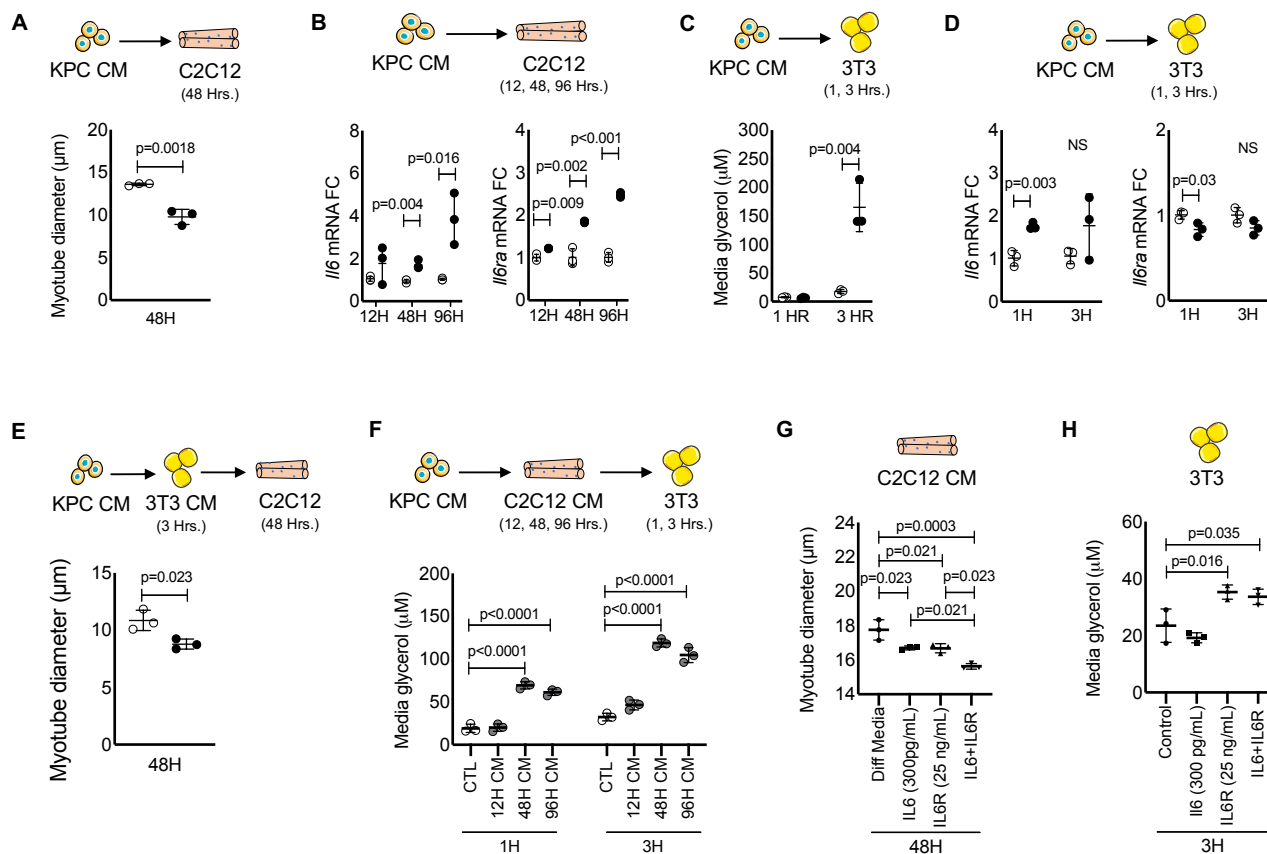 A
KPC CM
C2C12
(48 Hrs.)
Myotube diameter (µm)
20
15
10
5
0
p=0.0018
48H
B
KPC CM
C2C12
(12, 48, 96 Hrs.)
Il6 mRNA FC
8
6
4
2
0
p=0.016
p=0.004
12H 48H 96H
Il6ra mRNA FC
4
3
2
1
0
p<0.001
p=0.002
p=0.009
12H 48H 96H
C
KPC CM
3T3
(1, 3 Hrs.)
Media glycerol (µM)
300
250
200
150
100
50
0
p=0.004
1 HR 3 HR
D
KPC CM
3T3
(1, 3 Hrs.)
Il6 mRNA FC
4
3
2
1
0
NS
p=0.003
1H 3H
Il6ra mRNA FC
2
1
0
NS
p=0.03
1H 3H
E
KPC CM
3T3 CM
(3 Hrs.)
C2C12
(48 Hrs.)
Myotube diameter (µm)
15
10
5
0
p=0.023
48H
F
KPC CM
C2C12 CM
(12, 48, 96 Hrs.)
3T3
(1, 3 Hrs.)
Media glycerol (µM)
200
150
100
50
0
p<0.0001
p<0.0001
p<0.0001
p<0.0001
CTL
12H CM
48H CM
96H CM
CTL
12H CM
48H CM
96H CM
1H 3H
G
C2C12 CM
Myotube diameter (µm)
24
22
20
18
16
14
p=0.0003
p=0.021
p=0.023
p=0.023
p=0.021
Diff Media
IL6 (300pg/mL)
IL6R (25 ng/mL)
IL6+IL6R
48H
H
3T3
Media glycerol (µM)
60
40
20
0
p=0.035
p=0.016
Control
Il6 (300 pg/mL)
IL6R (25 ng/mL)
IL6+IL6R
3H